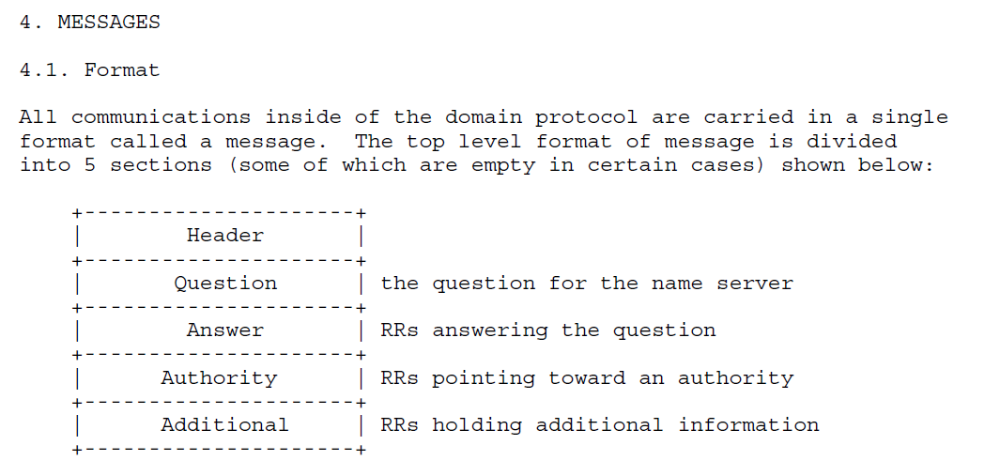 4. MESSAGES
4.1. Format
All communications inside of the domain protocol are carried in a single
format called a message.  The top level format of message is divided
into 5 sections (some of which are empty in certain cases) shown below:
+---------------------+
|        Header       |
+---------------------+
|       Question      | the question for the name server
+---------------------+
|        Answer       | RRs answering the question
+---------------------+
|      Authority      | RRs pointing toward an authority
+---------------------+
|      Additional     | RRs holding additional information
+---------------------+